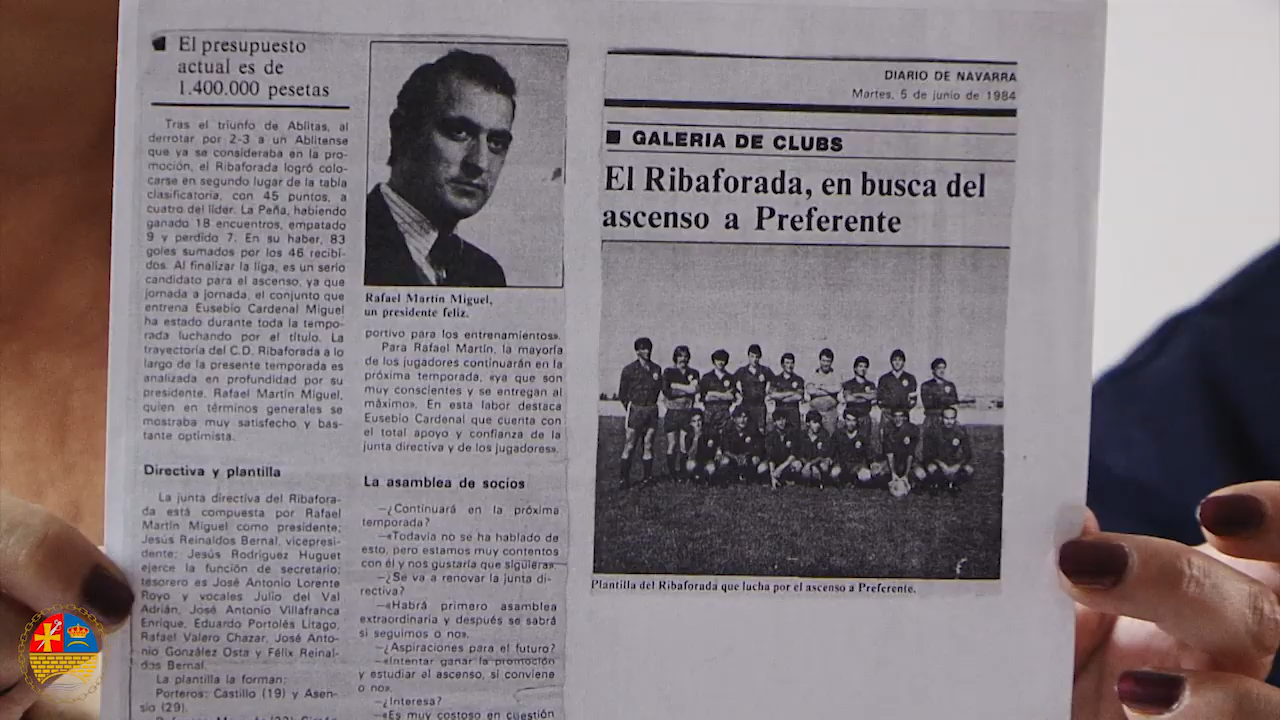 ■ El presupuesto
actual es de
1.400.000 pesetas
Tras el triunfo de Ablitas, al
derrotar por 2-3 a un Ablitense
que ya se consideraba en la pro-
moción, el Ribaforada logró colo-
carse en segundo lugar de la tabla
clasificatoria, con 45 puntos, a
cuatro del líder. La Peña, habiendo
ganado 18 encuentros, empatado
9 y perdido 7. En su haber, 83
goles sumados por los 46 recibi-
dos. Al finalizar la liga, es un serio
candidato para el ascenso, ya que
jornada a jornada, el conjunto que
entrena Eusebio Cardenal Miguel
ha estado durante toda la tempo-
rada luchando por el título. La
trayectoria del C.D. Ribaforada a lo
largo de la presente temporada es
analizada en profundidad por su
presidente, Rafael Martín Miguel,
quien en términos generales se
mostraba muy satisfecho y bas-
tante optimista.
Directiva y plantilla
La junta directiva del Ribafora-
da está compuesta por Rafael
Martín Miguel como presidente;
Jesús Reinaldos Bernal, vicepresi-
dente; Jesús Rodríguez Huguet
ejerce la función de secretario;
tesorero es José Antonio Lorente
Royo y vocales Julio del Val
Adrián, José Antonio Villafranca
Enrique, Eduardo Portolés Litago,
Rafael Valero Chazar, José Anto-
nio González Osta y Félix Reinal-
dos Bernal.
La plantilla la forman:
Porteros: Castillo (19) y Asen-
sio (29).
Rafael Martín Miguel,
un presidente feliz.
portivo para los entrenamientos».
Para Rafael Martín, la mayoría
de los jugadores continuarán en la
próxima temporada, «ya que son
muy conscientes y se entregan al
máximo». En esta labor destaca
Eusebio Cardenal que cuenta con
el total apoyo y confianza de la
junta directiva y de los jugadores».
La asamblea de socios
—¿Continuará en la próxima
temporada?
—«Todavía no se ha hablado de
esto, pero estamos muy contentos
con él y nos gustaría que siguiera».
—¿Se va a renovar la junta di-
rectiva?
—«Habrá primero asamblea
extraordinaria y después se sabrá
si seguimos o no».
—¿Aspiraciones para el futuro?
—«Intentar ganar la promoción
y estudiar el ascenso, si conviene
o no».
—¿Interesa?
—«Es muy costoso en cuestión
DIARIO DE NAVARRA
Martes, 5 de junio de 1984
■ GALERIA DE CLUBS
El Ribaforada, en busca del
ascenso a Preferente
Plantilla del Ribaforada que lucha por el ascenso a Preferente.